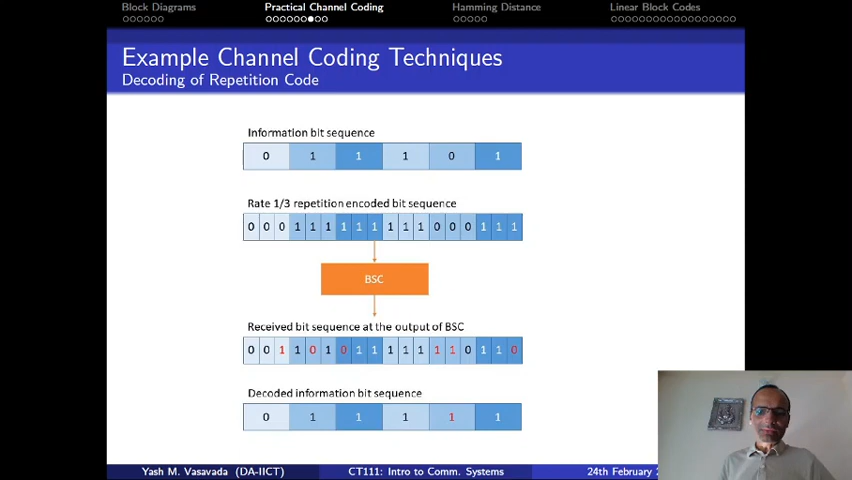 Block Diagrams Practical Channel Coding Hamming Distance Linear Block Codes
Example Channel Coding Techniques
Decoding of Repetition Code
Information bit sequence
0 1 1 1 0 1
Rate 1/3 repetition encoded bit sequence
0 0 0 1 1 1 1 1 1 1 1 1 0 0 0 1 1 1
BSC
Received bit sequence at the output of BSC
0 0 1 1 0 1 0 1 1 1 1 1 1 1 0 1 1 0
Decoded information bit sequence
0 1 1 1 1 1
Yash M. Vasavada (DA-IICT) CT111: Intro to Comm. Systems 24th February